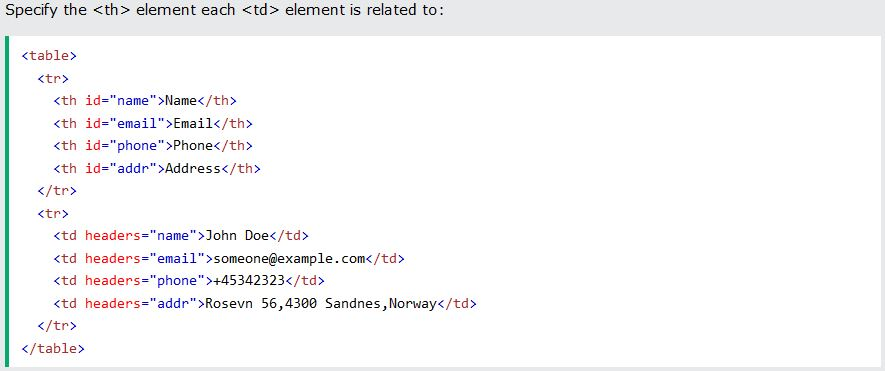 Specify the <th> element each <td> element is related to:
<table>
<tr>
<th id="name">Name</th>
<th id="email">Email</th>
<th id="phone">Phone</th>
<th id="addr">Address</th>
</tr>
<tr>
<td headers="name">John Doe</td>
<td headers="email">someone@example.com</td>
<td headers="phone">+45342323</td>
<td headers="addr">Rosevn 56,4300 Sandnes,Norway</td>
</tr>
</table>